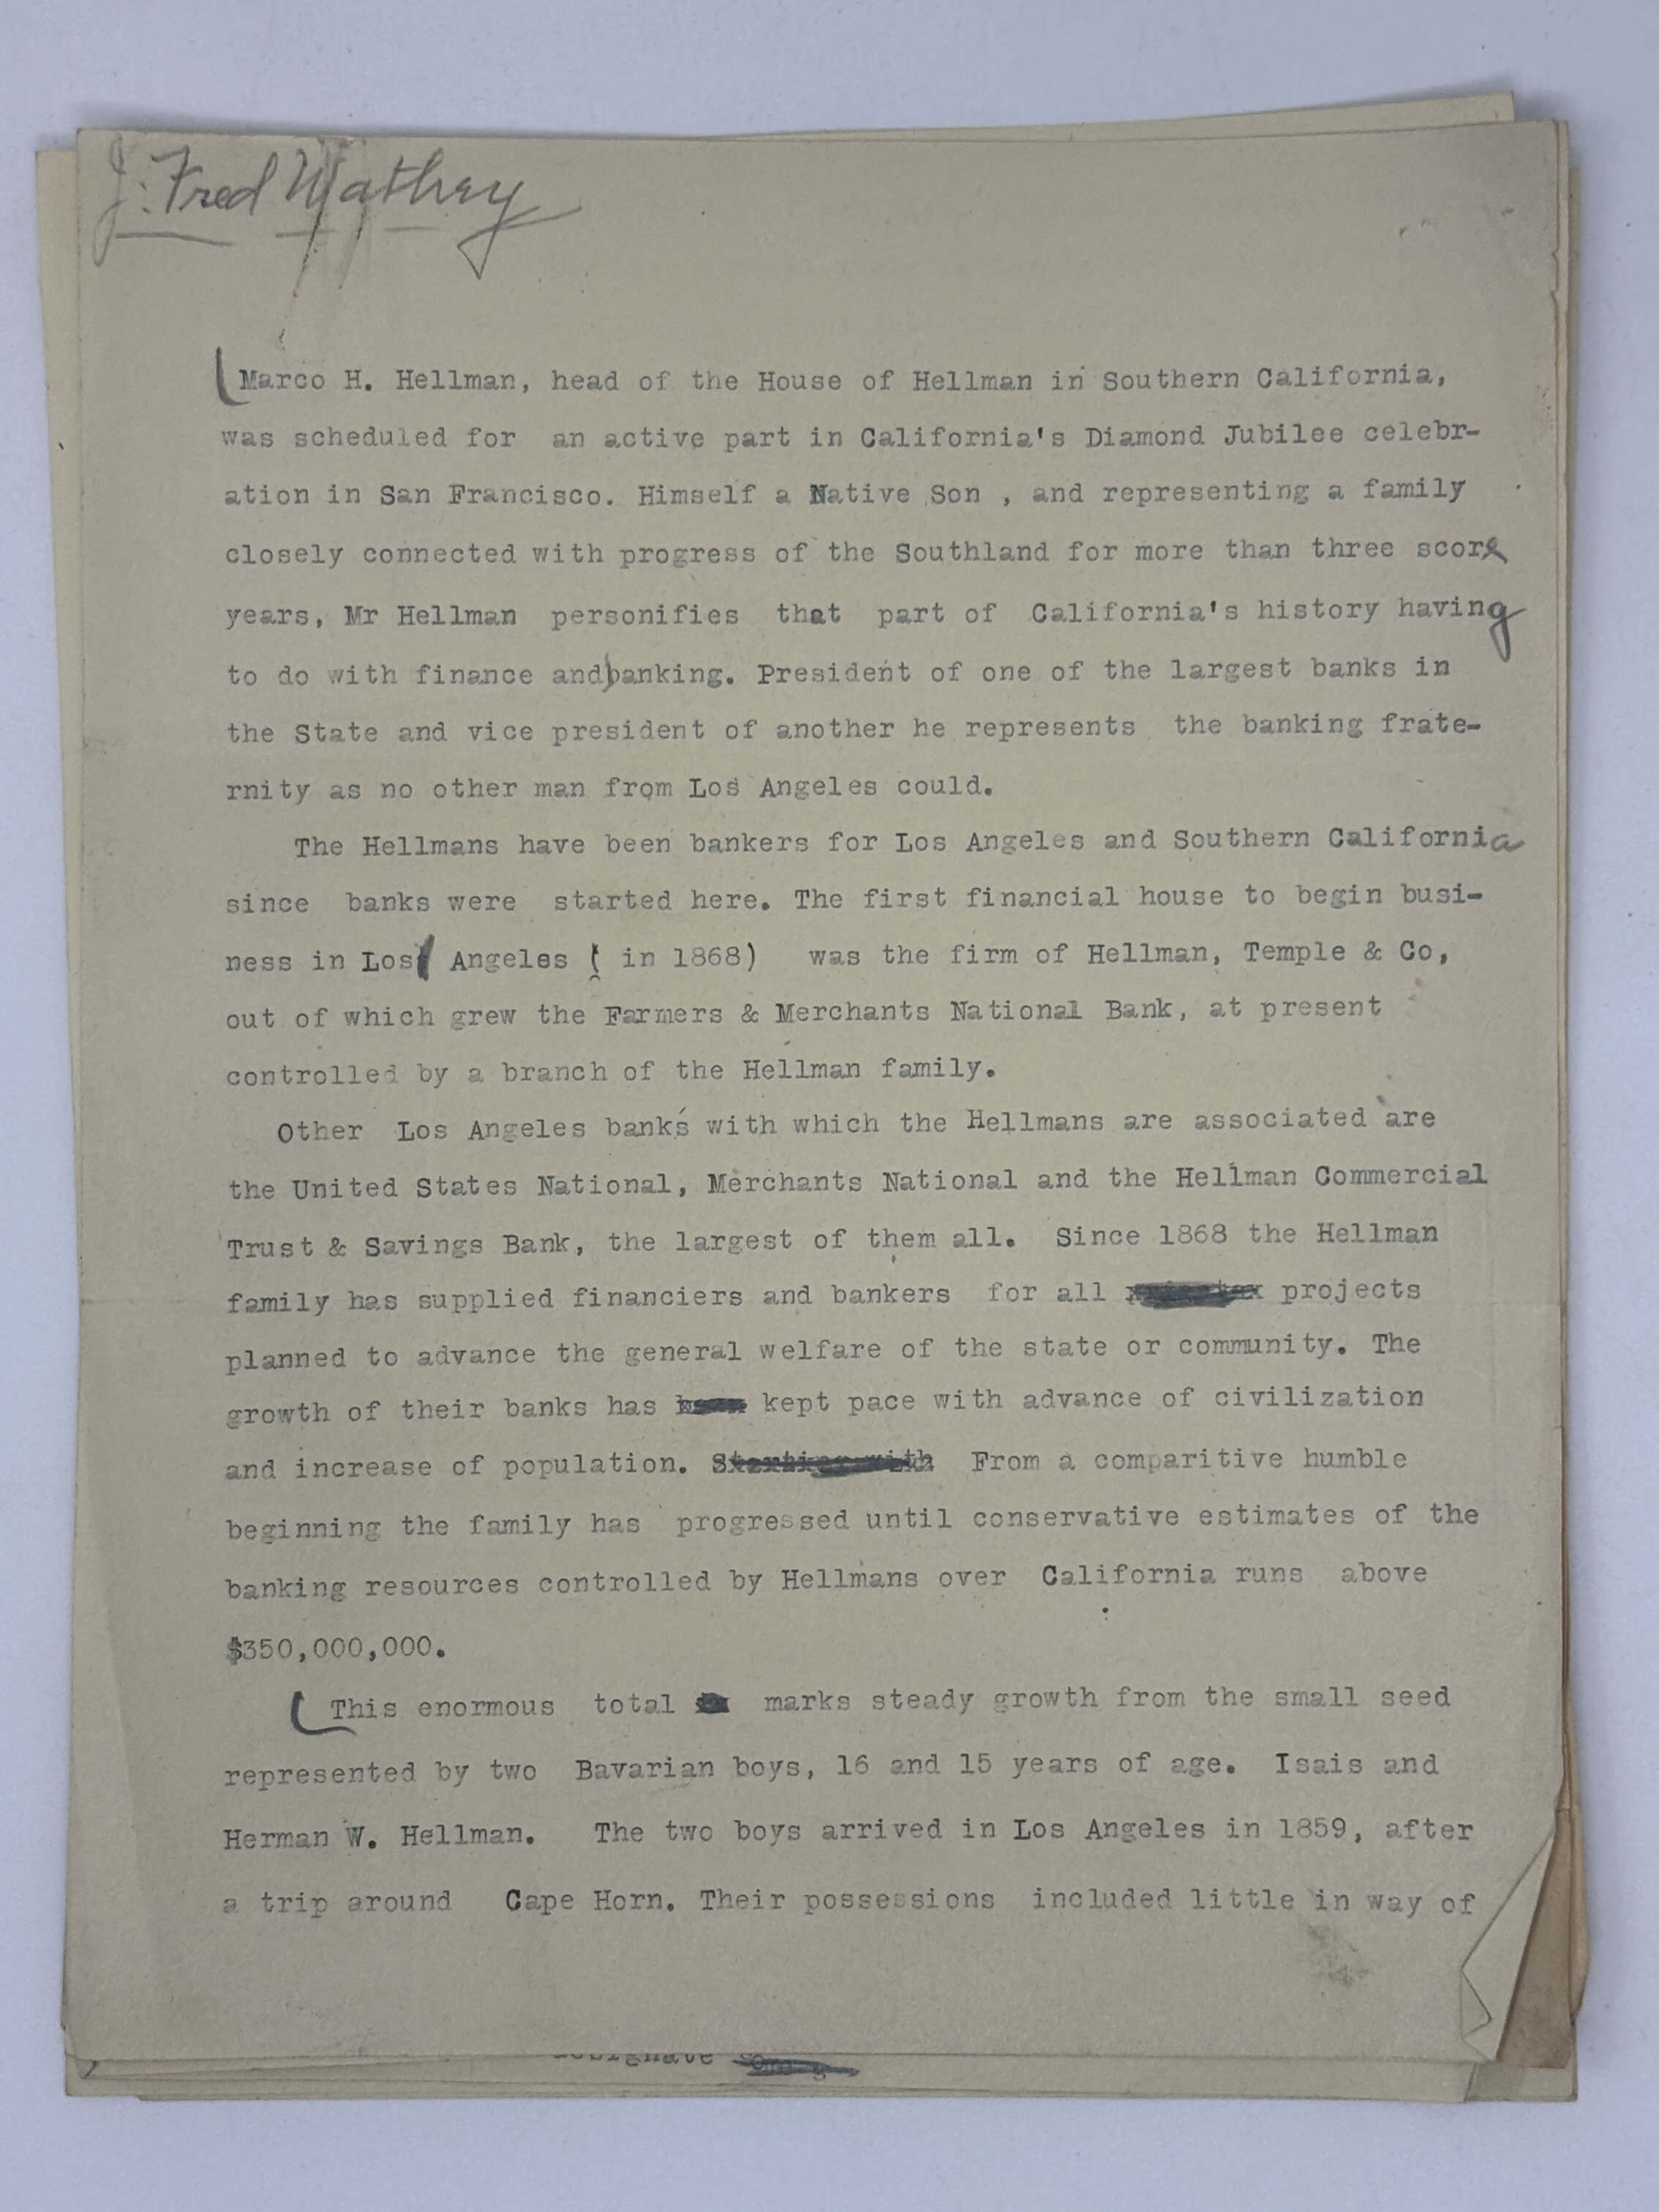 J. Fred Mathey
Marco H. Hellman, head of the House of Hellman in Southern California,
was scheduled for an active part in California's Diamond Jubilee celebr-
ation in San Francisco. Himself a Native Son , and representing a family
closely connected with progress of the Southland for more than three score
years, Mr Hellman personifies that part of California's history having
to do with finance and banking. President of one of the largest banks in
the State and vice president of another he represents the banking frate-
rnity as no other man from Los Angeles could.
The Hellmans have been bankers for Los Angeles and Southern California
since banks were started here. The first financial house to begin busi-
ness in Los Angeles ( in 1868) was the firm of Hellman, Temple & Co,
out of which grew the Farmers & Merchants National Bank, at present
controlled by a branch of the Hellman family.
Other Los Angeles banks with which the Hellmans are associated are
the United States National, Merchants National and the Hellman Commercial
Trust & Savings Bank, the largest of them all. Since 1868 the Hellman
family has supplied financiers and bankers for all projects
planned to advance the general welfare of the state or community. The
growth of their banks has been kept pace with advance of civilization
and increase of population. Starting with From a comparitive humble
beginning the family has progressed until conservative estimates of the
banking resources controlled by Hellmans over California runs above
$350,000,000.
This enormous total marks steady growth from the small seed
represented by two Bavarian boys, 16 and 15 years of age. Isais and
Herman W. Hellman. The two boys arrived in Los Angeles in 1859, after
a trip around Cape Horn. Their possessions included little in way of
designate